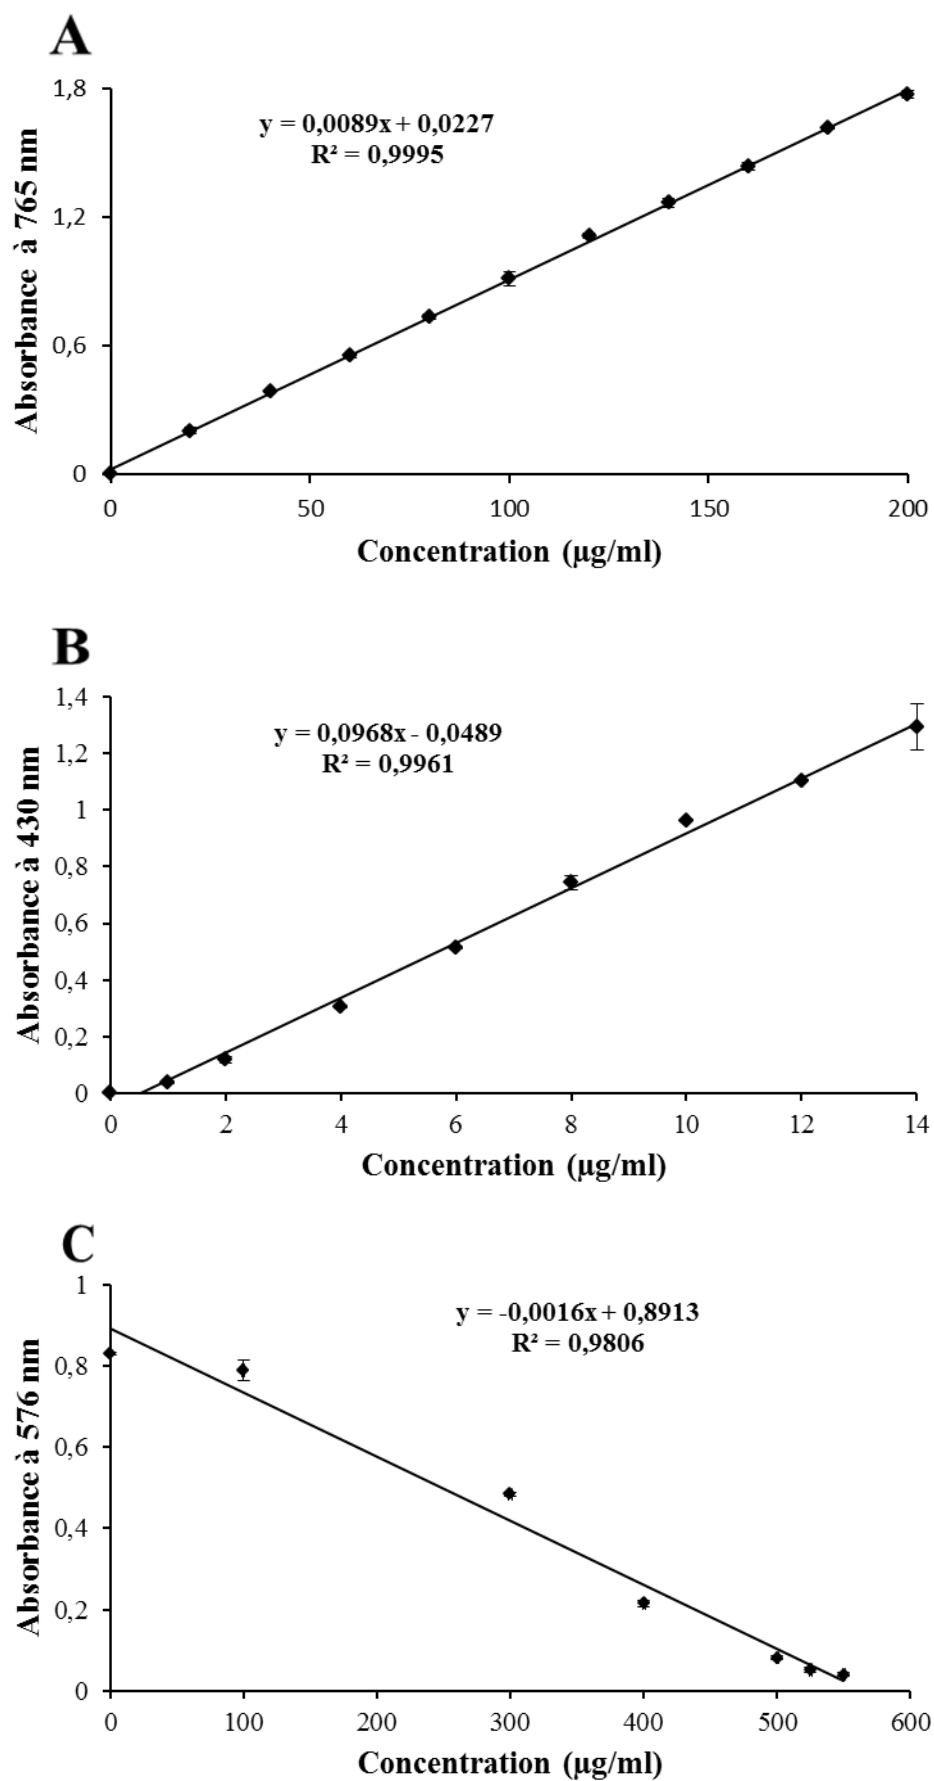 A
1,8
y = 0,0089x + 0,0227
R² = 0,9995
1,2
0,6
0
Absorbance à 765 nm
0 50 100 150 200
Concentration (µg/ml)
B
1,4
y = 0,0968x - 0,0489
R² = 0,9961
1,2
1
0,8
0,6
0,4
0,2
0
Absorbance à 430 nm
0 2 4 6 8 10 12 14
Concentration (µg/ml)
C
1
y = -0,0016x + 0,8913
R² = 0,9806
0,8
0,6
0,4
0,2
0
Absorbance à 576 nm
0 100 200 300 400 500 600
Concentration (µg/ml)